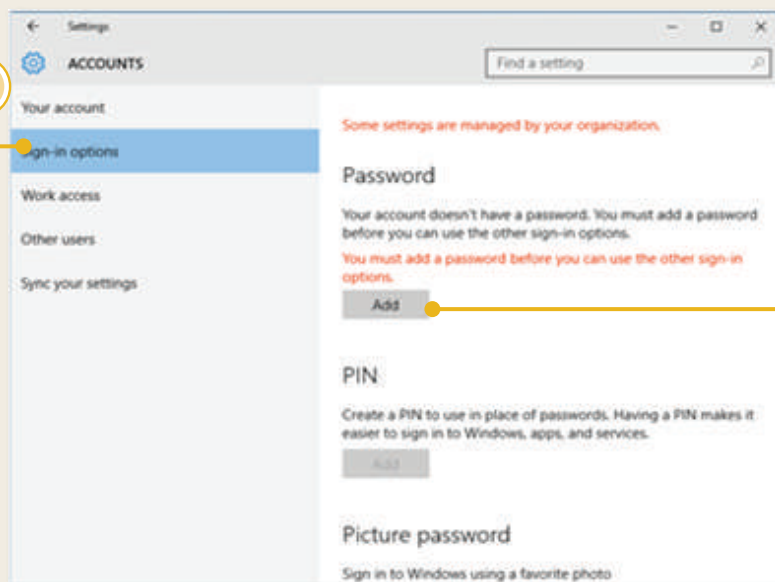 Settings
ACCOUNTS
Find a setting
Your account
Sign-in options
Work access
Other users
Sync your settings
Some settings are managed by your organization.
Password
Your account doesn't have a password. You must add a password
before you can use the other sign-in options.
You must add a password before you can use the other sign-in
options.
Add
PIN
Create a PIN to use in place of passwords. Having a PIN makes it
easier to sign in to Windows, apps, and services.
Add
Picture password
Sign in to Windows using a favorite photo